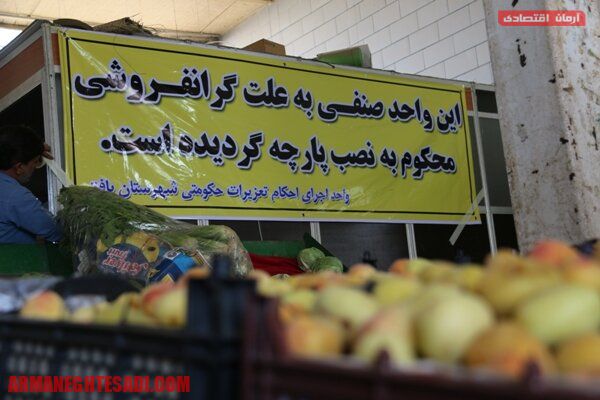 آرمان اقتصادی
این واحد صنفی به علت گرانفروشی
محکوم به نصب پارچه گردیده است.
واحد اجرای احکام تعزیرات حکومتی شهرستان بافق
ARMANEGHTESADI.COM